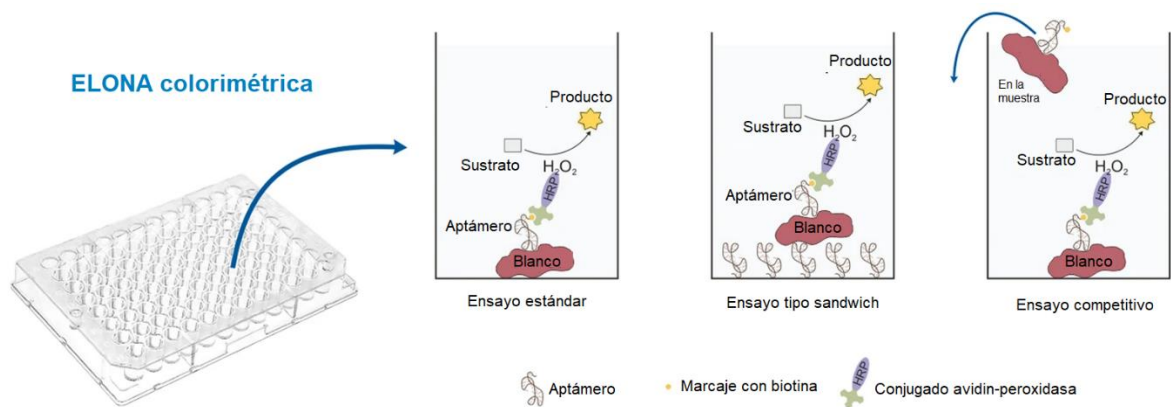 ELONA colorimétrica
Producto
Sustrato
H2O2
HRP
Aptámero
Blanco
Ensayo estándar
Producto
Sustrato
H2O2
HRP
Aptámero
Blanco
Ensayo tipo sandwich
En la
muestra
Producto
Sustrato
H2O2
HRP
Blanco
Ensayo competitivo
Aptámero
Marcaje con biotina
HRP
Conjugado avidin-peroxidasa